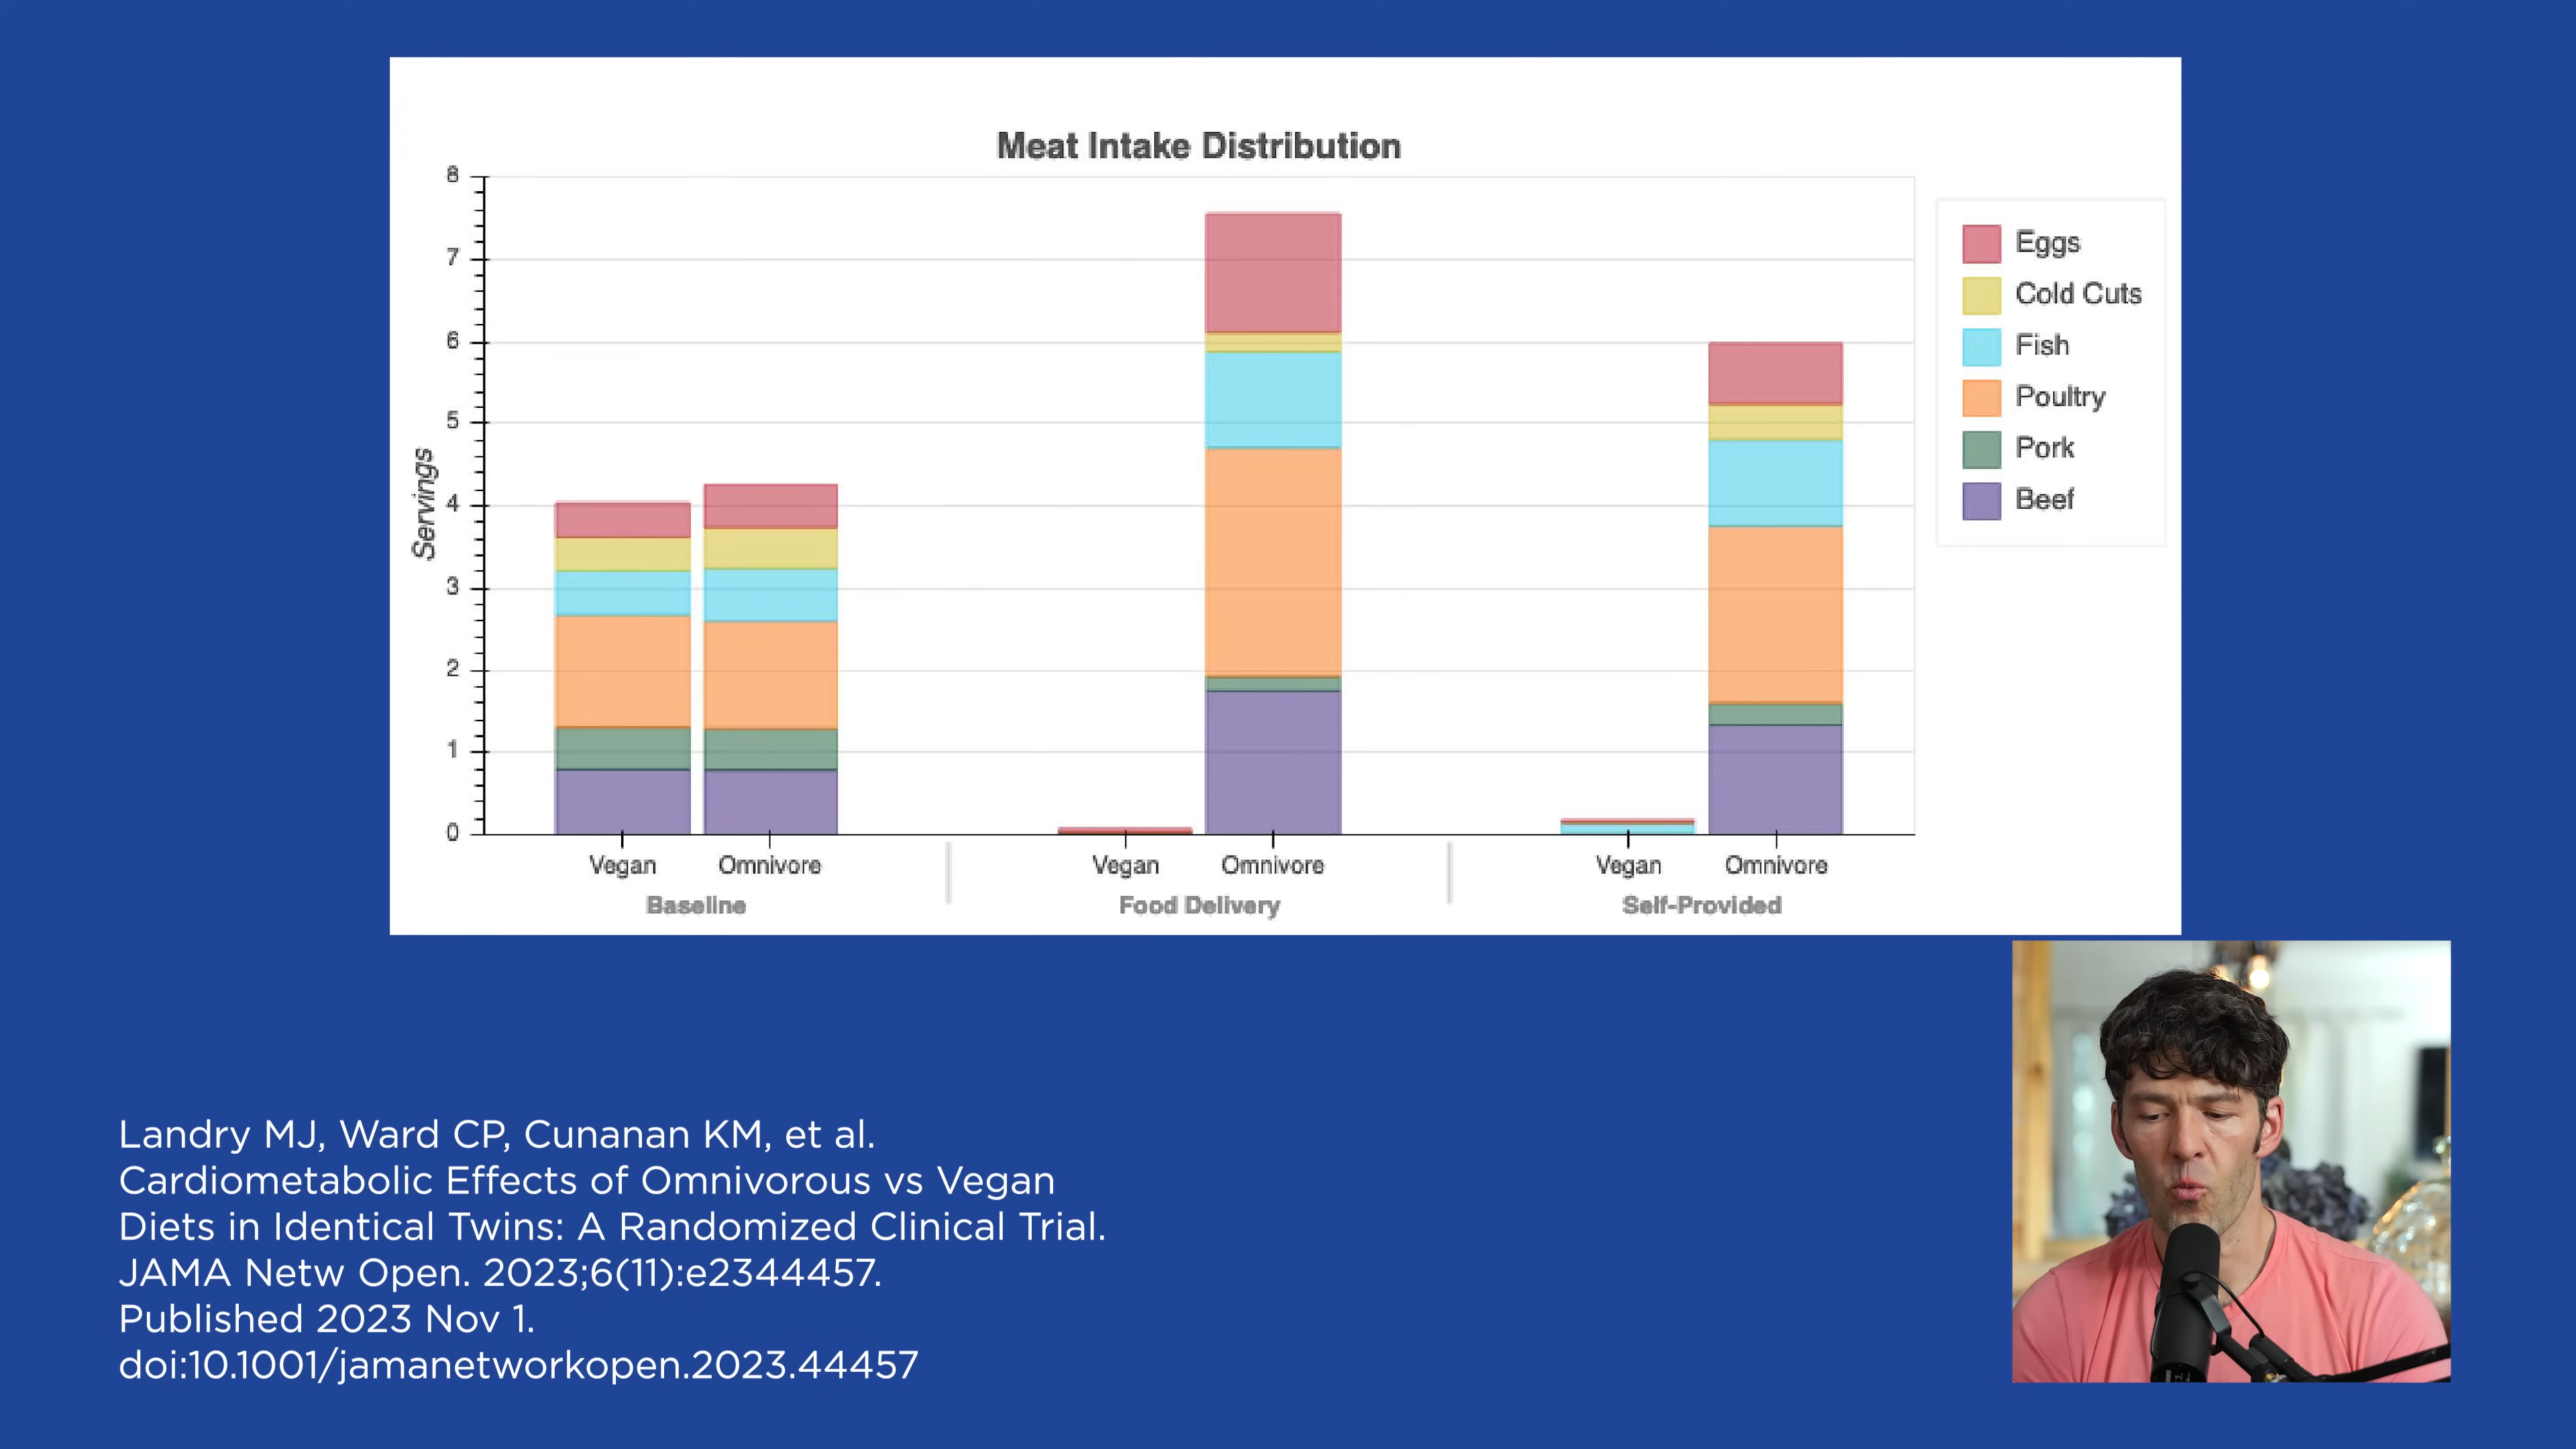 Meat Intake Distribution
8
7
6
5
4
3
2
1
0
Servings
Vegan
Omnivore
Vegan
Omnivore
Vegan
Omnivore
Baseline
Food Delivery
Self-Provided
Eggs
Cold Cuts
Fish
Poultry
Pork
Beef
Landry MJ, Ward CP, Cunanan KM, et al.
Cardiometabolic Effects of Omnivorous vs Vegan
Diets in Identical Twins: A Randomized Clinical Trial.
JAMA Netw Open. 2023;6(11):e2344457.
Published 2023 Nov 1.
doi:10.1001/jamanetworkopen.2023.44457